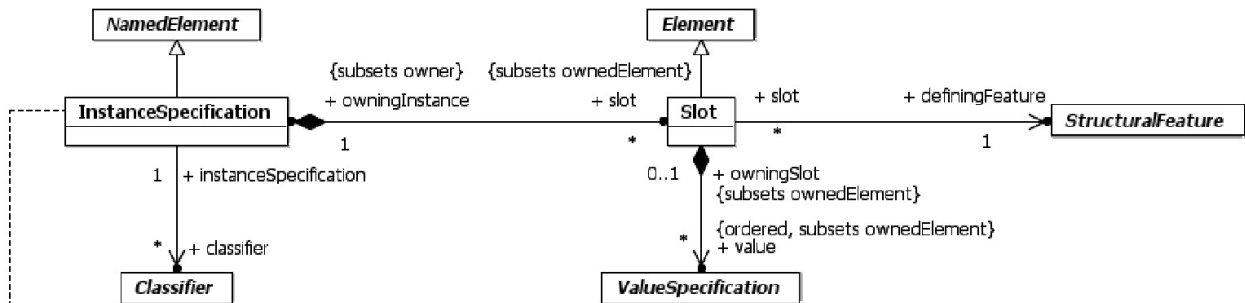 NamedElement
Element
{subsets owner}
{subsets ownedElement}
+ owningInstance
+ slot
+ slot
+ definingFeature
InstanceSpecification
Slot
StructuralFeature
1
*
*
1
1
+ instanceSpecification
0..1
+ owningSlot
{subsets ownedElement}
*
+ classifier
{ordered, subsets ownedElement}
*
+ value
Classifier
ValueSpecification